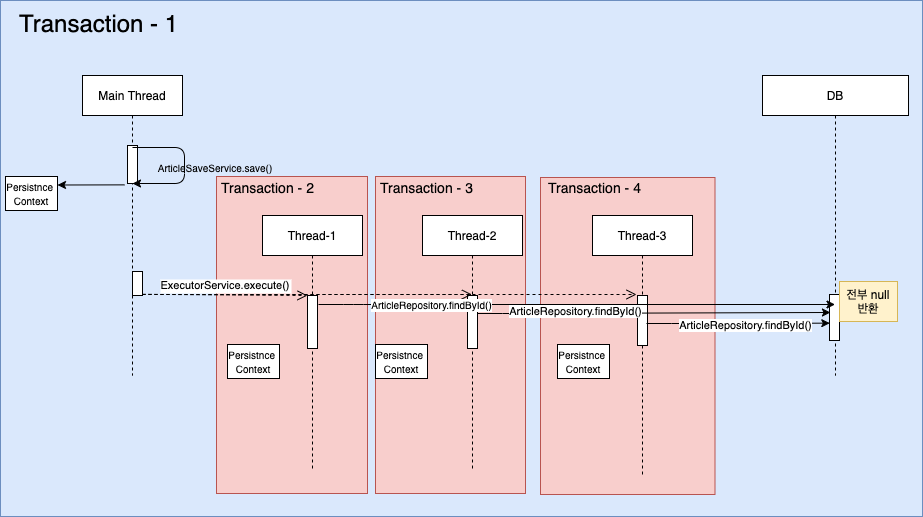 Transaction - 1
Main Thread
DB
ArticleSaveService.save()
Persistnce
Context
Transaction - 2
Transaction - 3
Transaction - 4
Thread-1
Thread-2
Thread-3
ExecutorService.execute()
ArticleRepository.findById()
ArticleRepository.findById()
ArticleRepository.findById()
전부 null
반환
Persistnce
Context
Persistnce
Context
Persistnce
Context